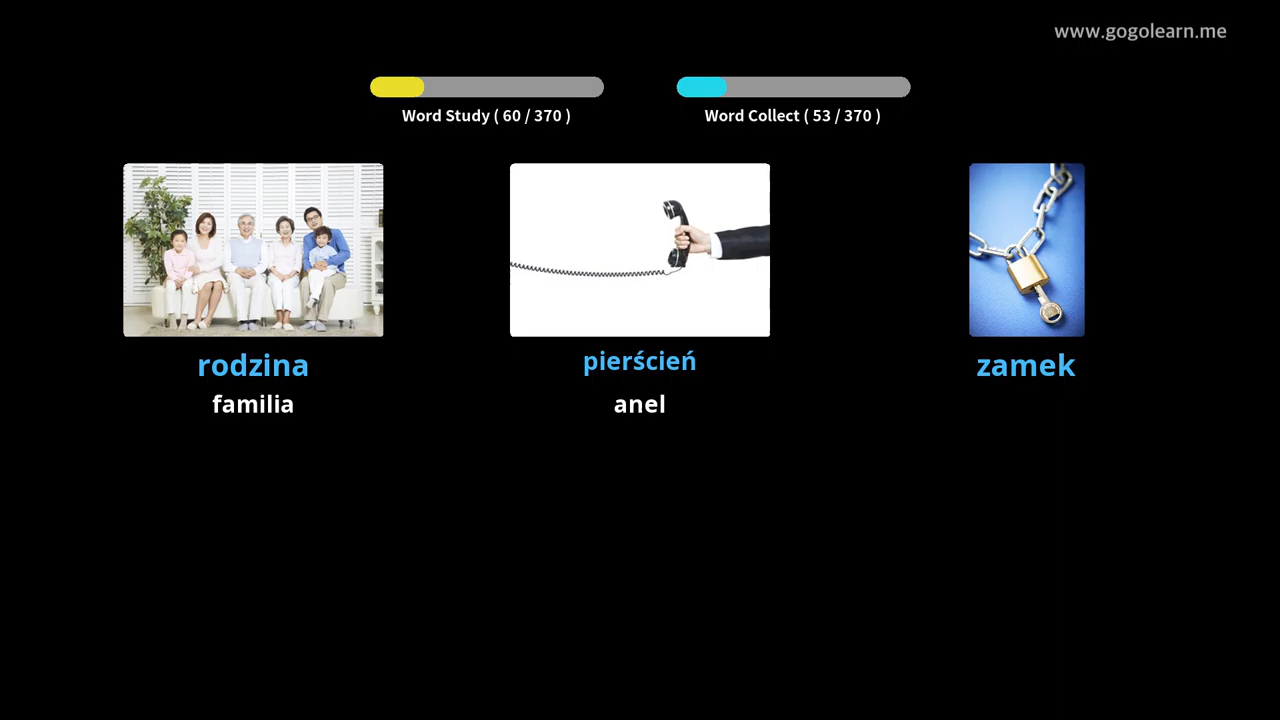 www.gogolearn.me
Word Study ( 60 / 370 )
Word Collect ( 53 / 370 )
rodzina
familia
pierścień
anel
zamek